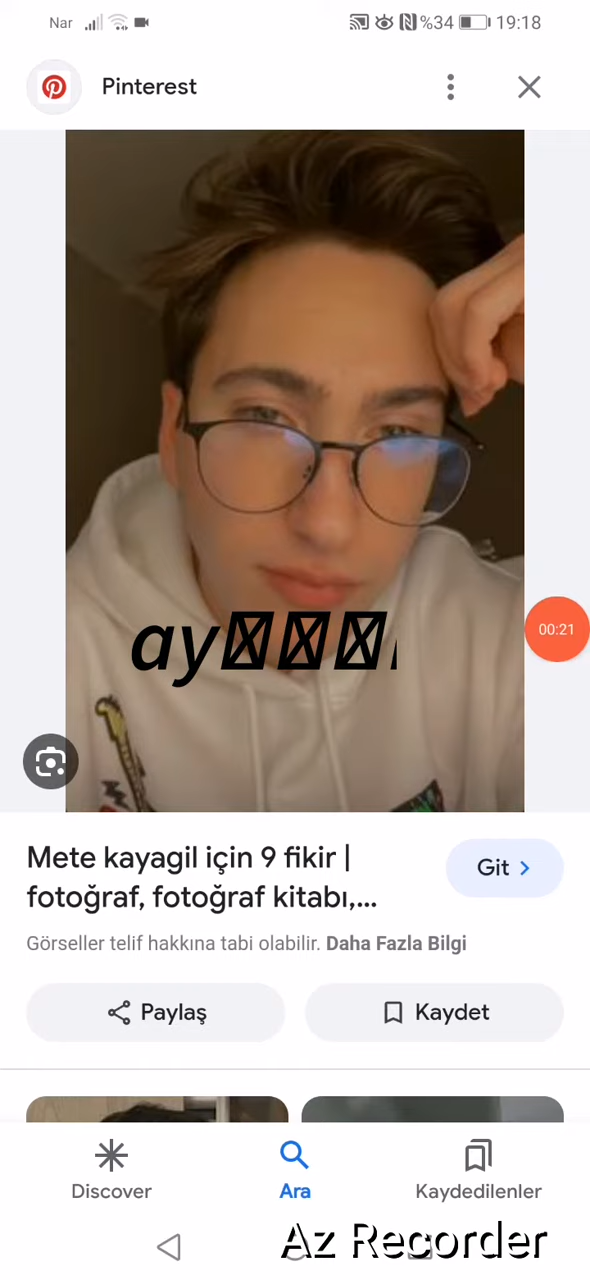 Nar %34 19:18
Pinterest
ay
00:21
Mete kayagil için 9 fikir |
fotoğraf, fotoğraf kitabı,...
Git
Görseller telif hakkına tabi olabilir. Daha Fazla Bilgi
Paylaş Kaydet
Discover Ara Kaydedilenler
Az Recorder